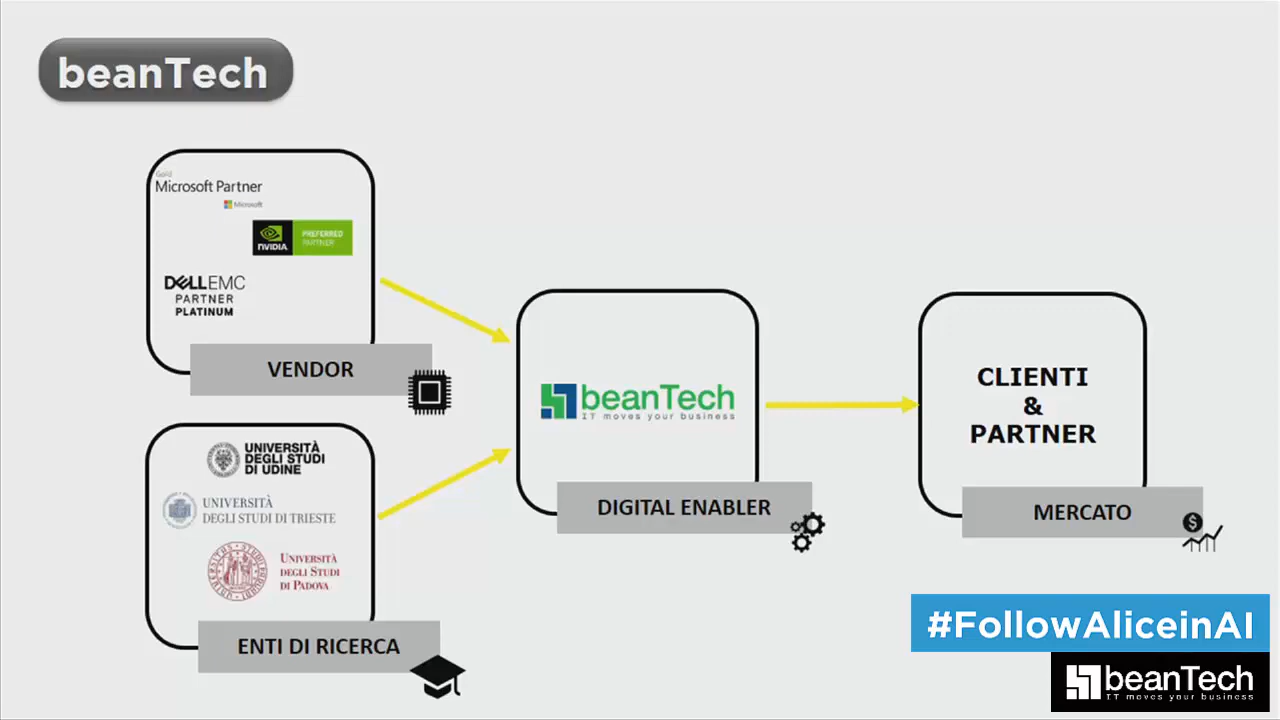 beanTech
Gold
Microsoft Partner
Microsoft
NVIDIA
PREFERRED
PARTNER
DELLEMC
PARTNER
PLATINUM
VENDOR
UNIVERSITÀ
DEGLI STUDI
DI UDINE
UNIVERSITÀ
DEGLI STUDI DI TRIESTE
UNIVERSITÀ
DEGLI STUDI
DI PADOVA
ENTI DI RICERCA
beanTech
IT moves your business
DIGITAL ENABLER
CLIENTI
&
PARTNER
MERCATO
$
#FollowAliceinAI
beanTech
IT moves your business